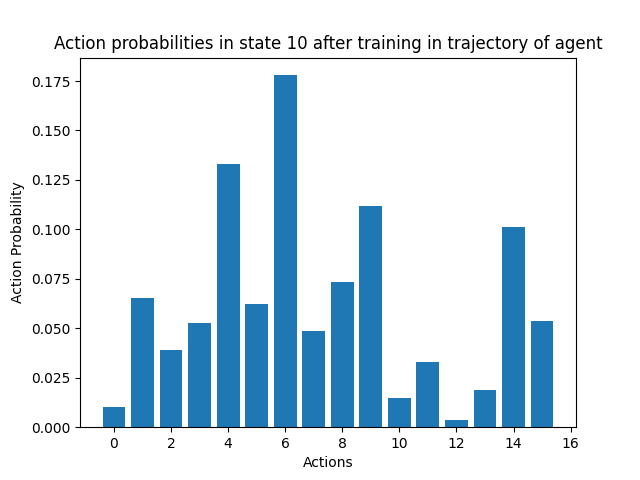 Action probabilities in state 10 after training in trajectory of agent
0.175
0.150
0.125
0.100
0.075
0.050
0.025
0.000
Action Probability
0 2 4 6 8 10 12 14 16
Actions